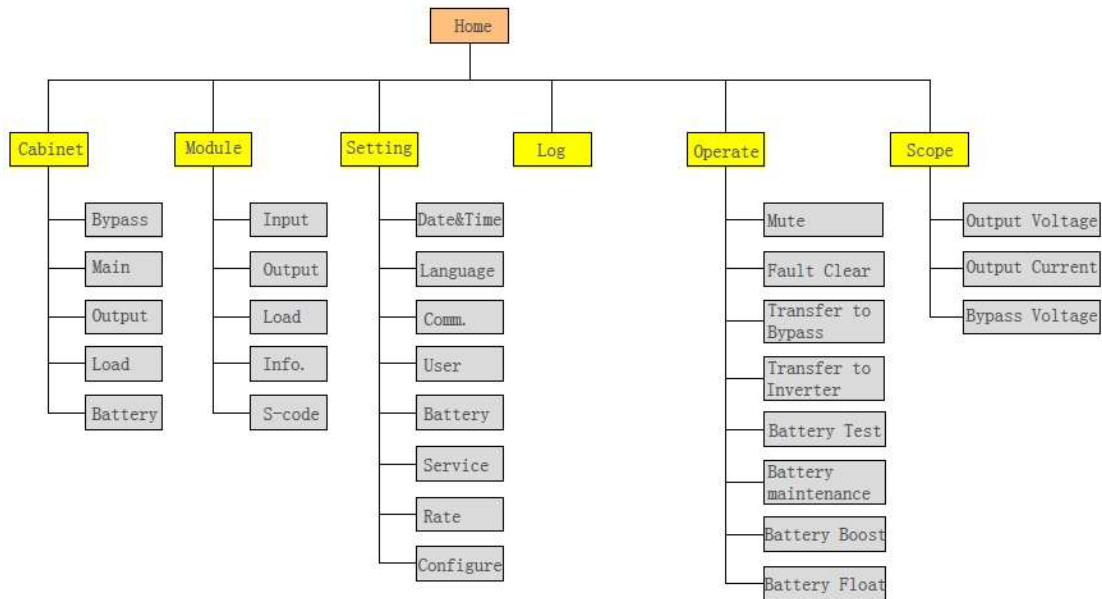 Home
Cabinet
Module
Setting
Log
Operate
Scope
Bypass
Main
Output
Load
Battery
Input
Output
Load
Info.
S-code
Date&Time
Language
Comm.
User
Battery
Service
Rate
Configure
Mute
Fault Clear
Transfer to
Bypass
Transfer to
Inverter
Battery Test
Battery
maintenance
Battery Boost
Battery Float
Output Voltage
Output Current
Bypass Voltage